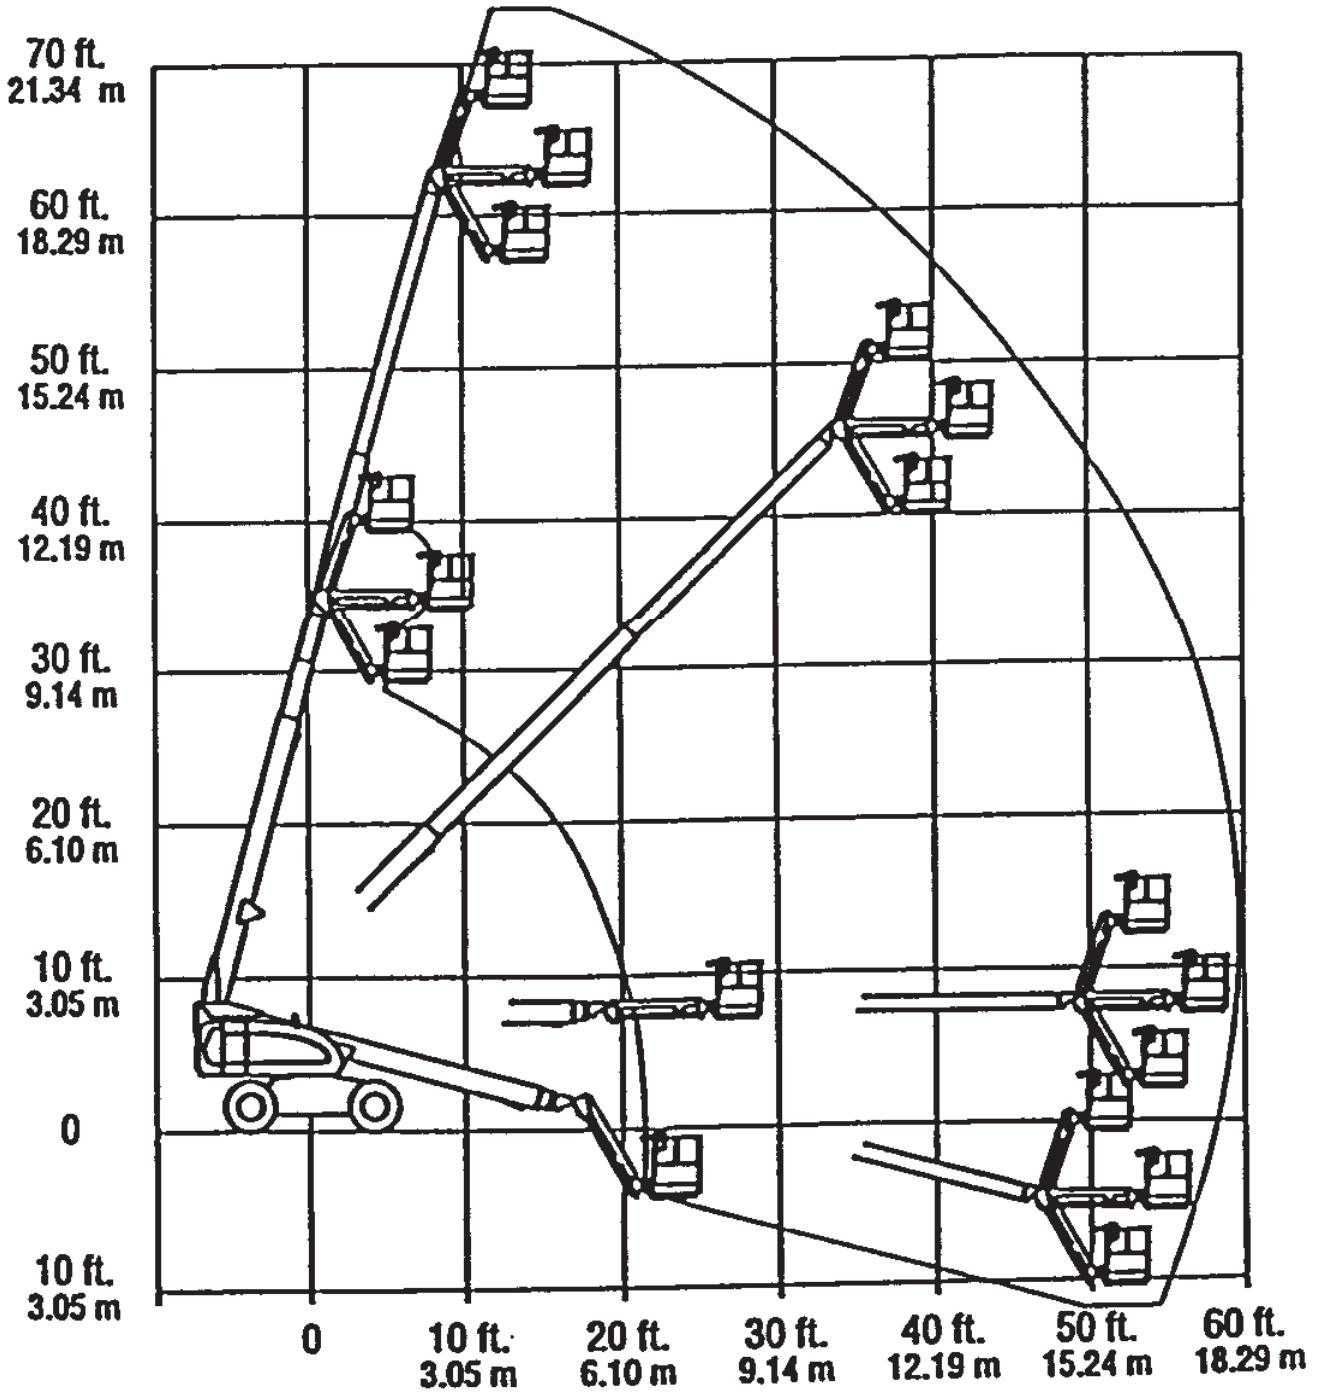 70 ft.
21.34 m
60 ft.
18.29 m
50 ft.
15.24 m
40 ft.
12.19 m
30 ft.
9.14 m
20 ft.
6.10 m
10 ft.
3.05 m
0
10 ft.
3.05 m
0
10 ft.
3.05 m
20 ft.
6.10 m
30 ft.
9.14 m
40 ft.
12.19 m
50 ft.
15.24 m
60 ft.
18.29 m